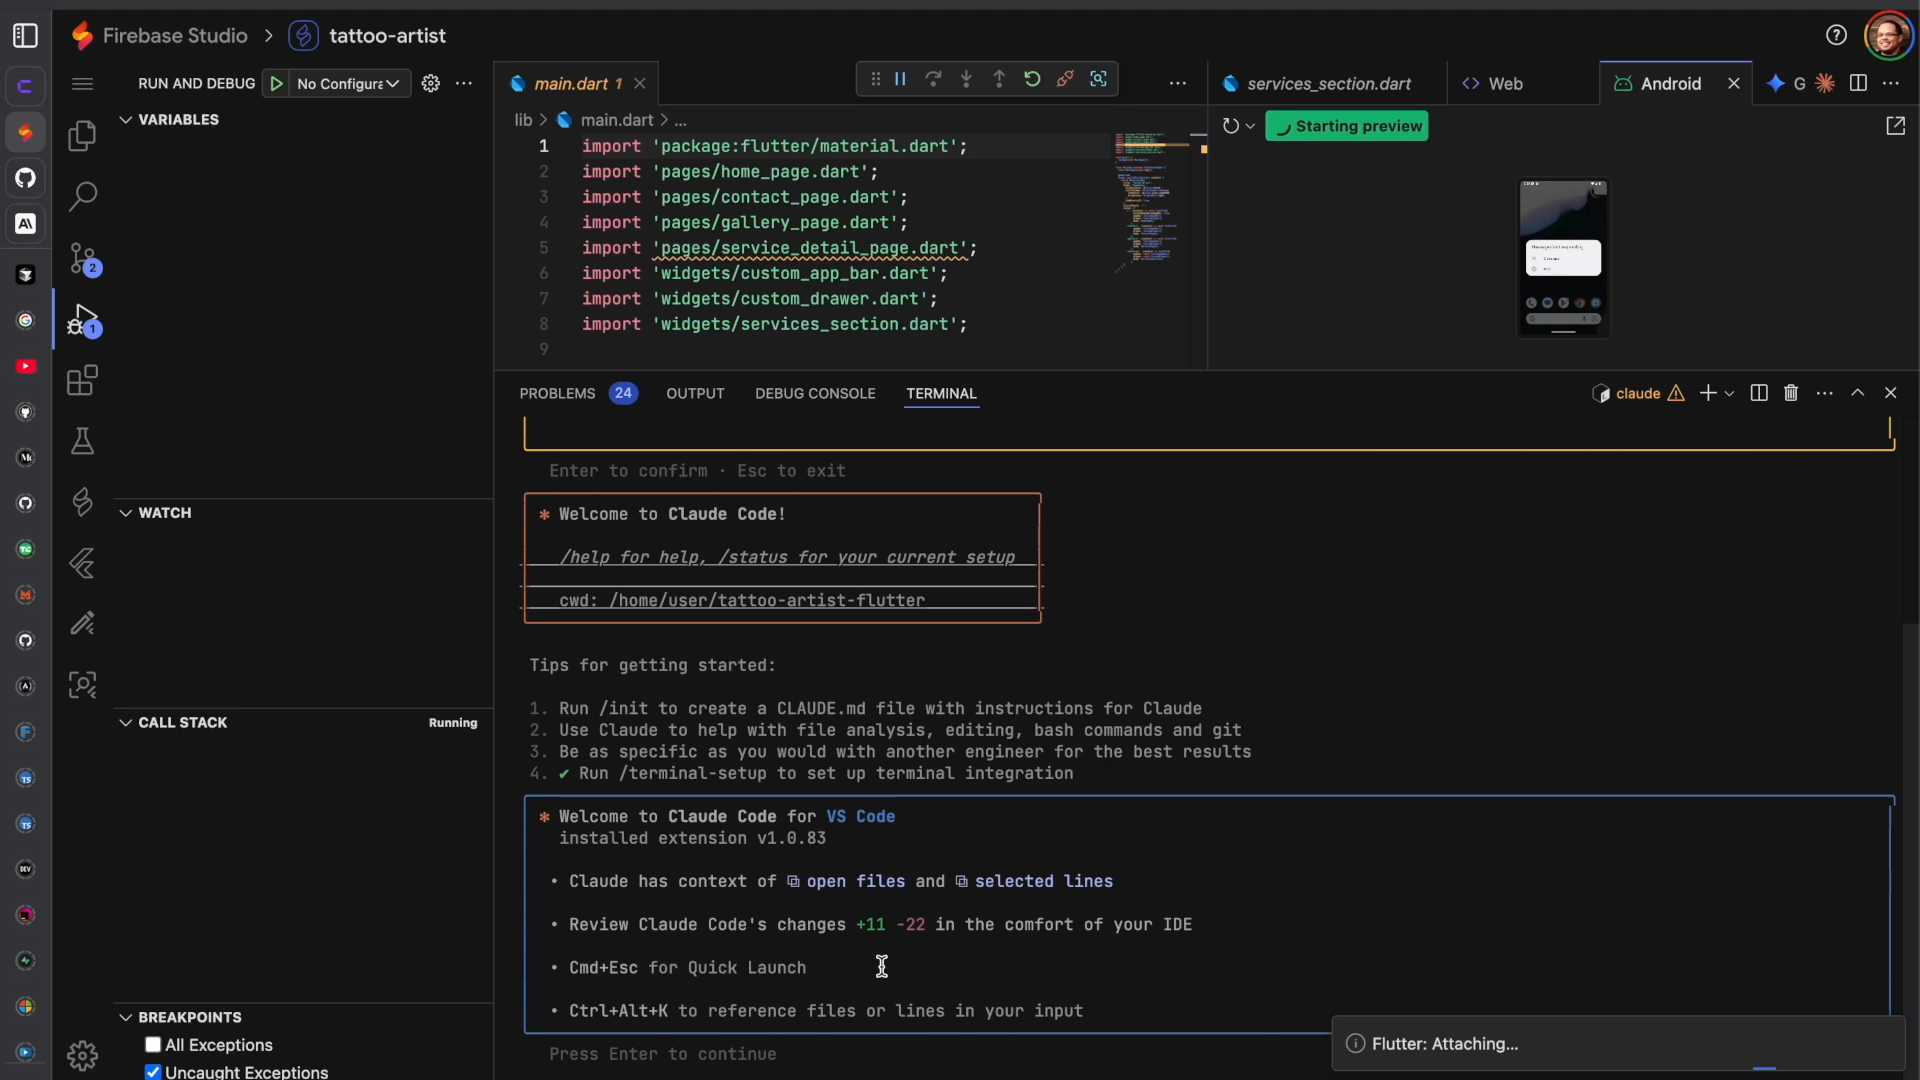 Firebase Studio > tattoo-artist
RUN AND DEBUG No Configura
VARIABLES
WATCH
CALL STACK Running
BREAKPOINTS
All Exceptions
Uncaught Exceptions
2
1
main.dart 1
lib > main.dart > ...
1 import 'package:flutter/material.dart';
2 import 'pages/home_page.dart';
3 import 'pages/contact_page.dart';
4 import 'pages/gallery_page.dart';
5 import 'pages/service_detail_page.dart';
6 import 'widgets/custom_app_bar.dart';
7 import 'widgets/custom_drawer.dart';
8 import 'widgets/services_section.dart';
9
services_section.dart
Web
Android
G
Starting preview
PROBLEMS 24 OUTPUT DEBUG CONSOLE TERMINAL
claude
Enter to confirm · Esc to exit
* Welcome to Claude Code!
/help for help, /status for your current setup
cwd: /home/user/tattoo-artist-flutter
Tips for getting started:
1. Run /init to create a CLAUDE.md file with instructions for Claude
2. Use Claude to help with file analysis, editing, bash commands and git
3. Be as specific as you would with another engineer for the best results
4. ✔ Run /terminal-setup to set up terminal integration
* Welcome to Claude Code for VS Code
installed extension v1.0.83
• Claude has context of ⧉ open files and ⧉ selected lines
• Review Claude Code's changes +11 -22 in the comfort of your IDE
• Cmd+Esc for Quick Launch
• Ctrl+Alt+K to reference files or lines in your input
Press Enter to continue
Flutter: Attaching...